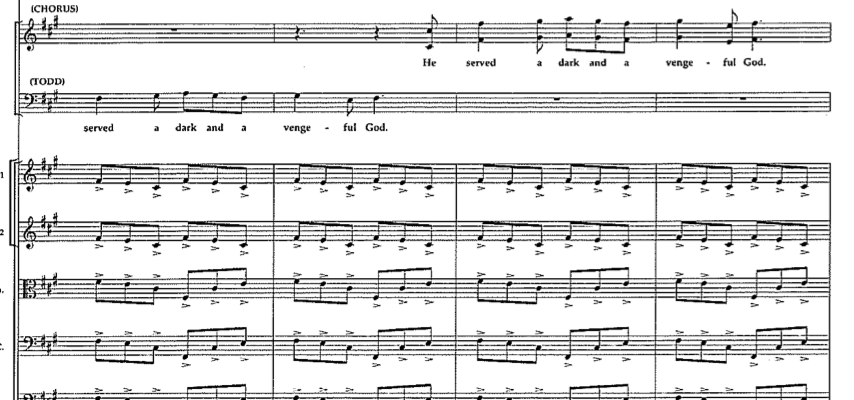 (CHORUS)
He served a dark and a venge - ful God.
(TODD)
served a dark and a venge - ful God.
1
2